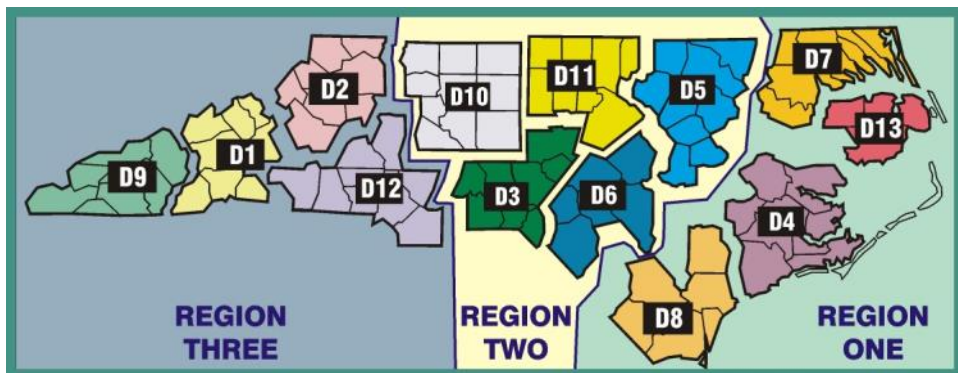 D7
D2
D11
D10
D5
D13
D1
D9
D12
D3
D6
D4
D8
REGION
THREE
REGION
TWO
REGION
ONE